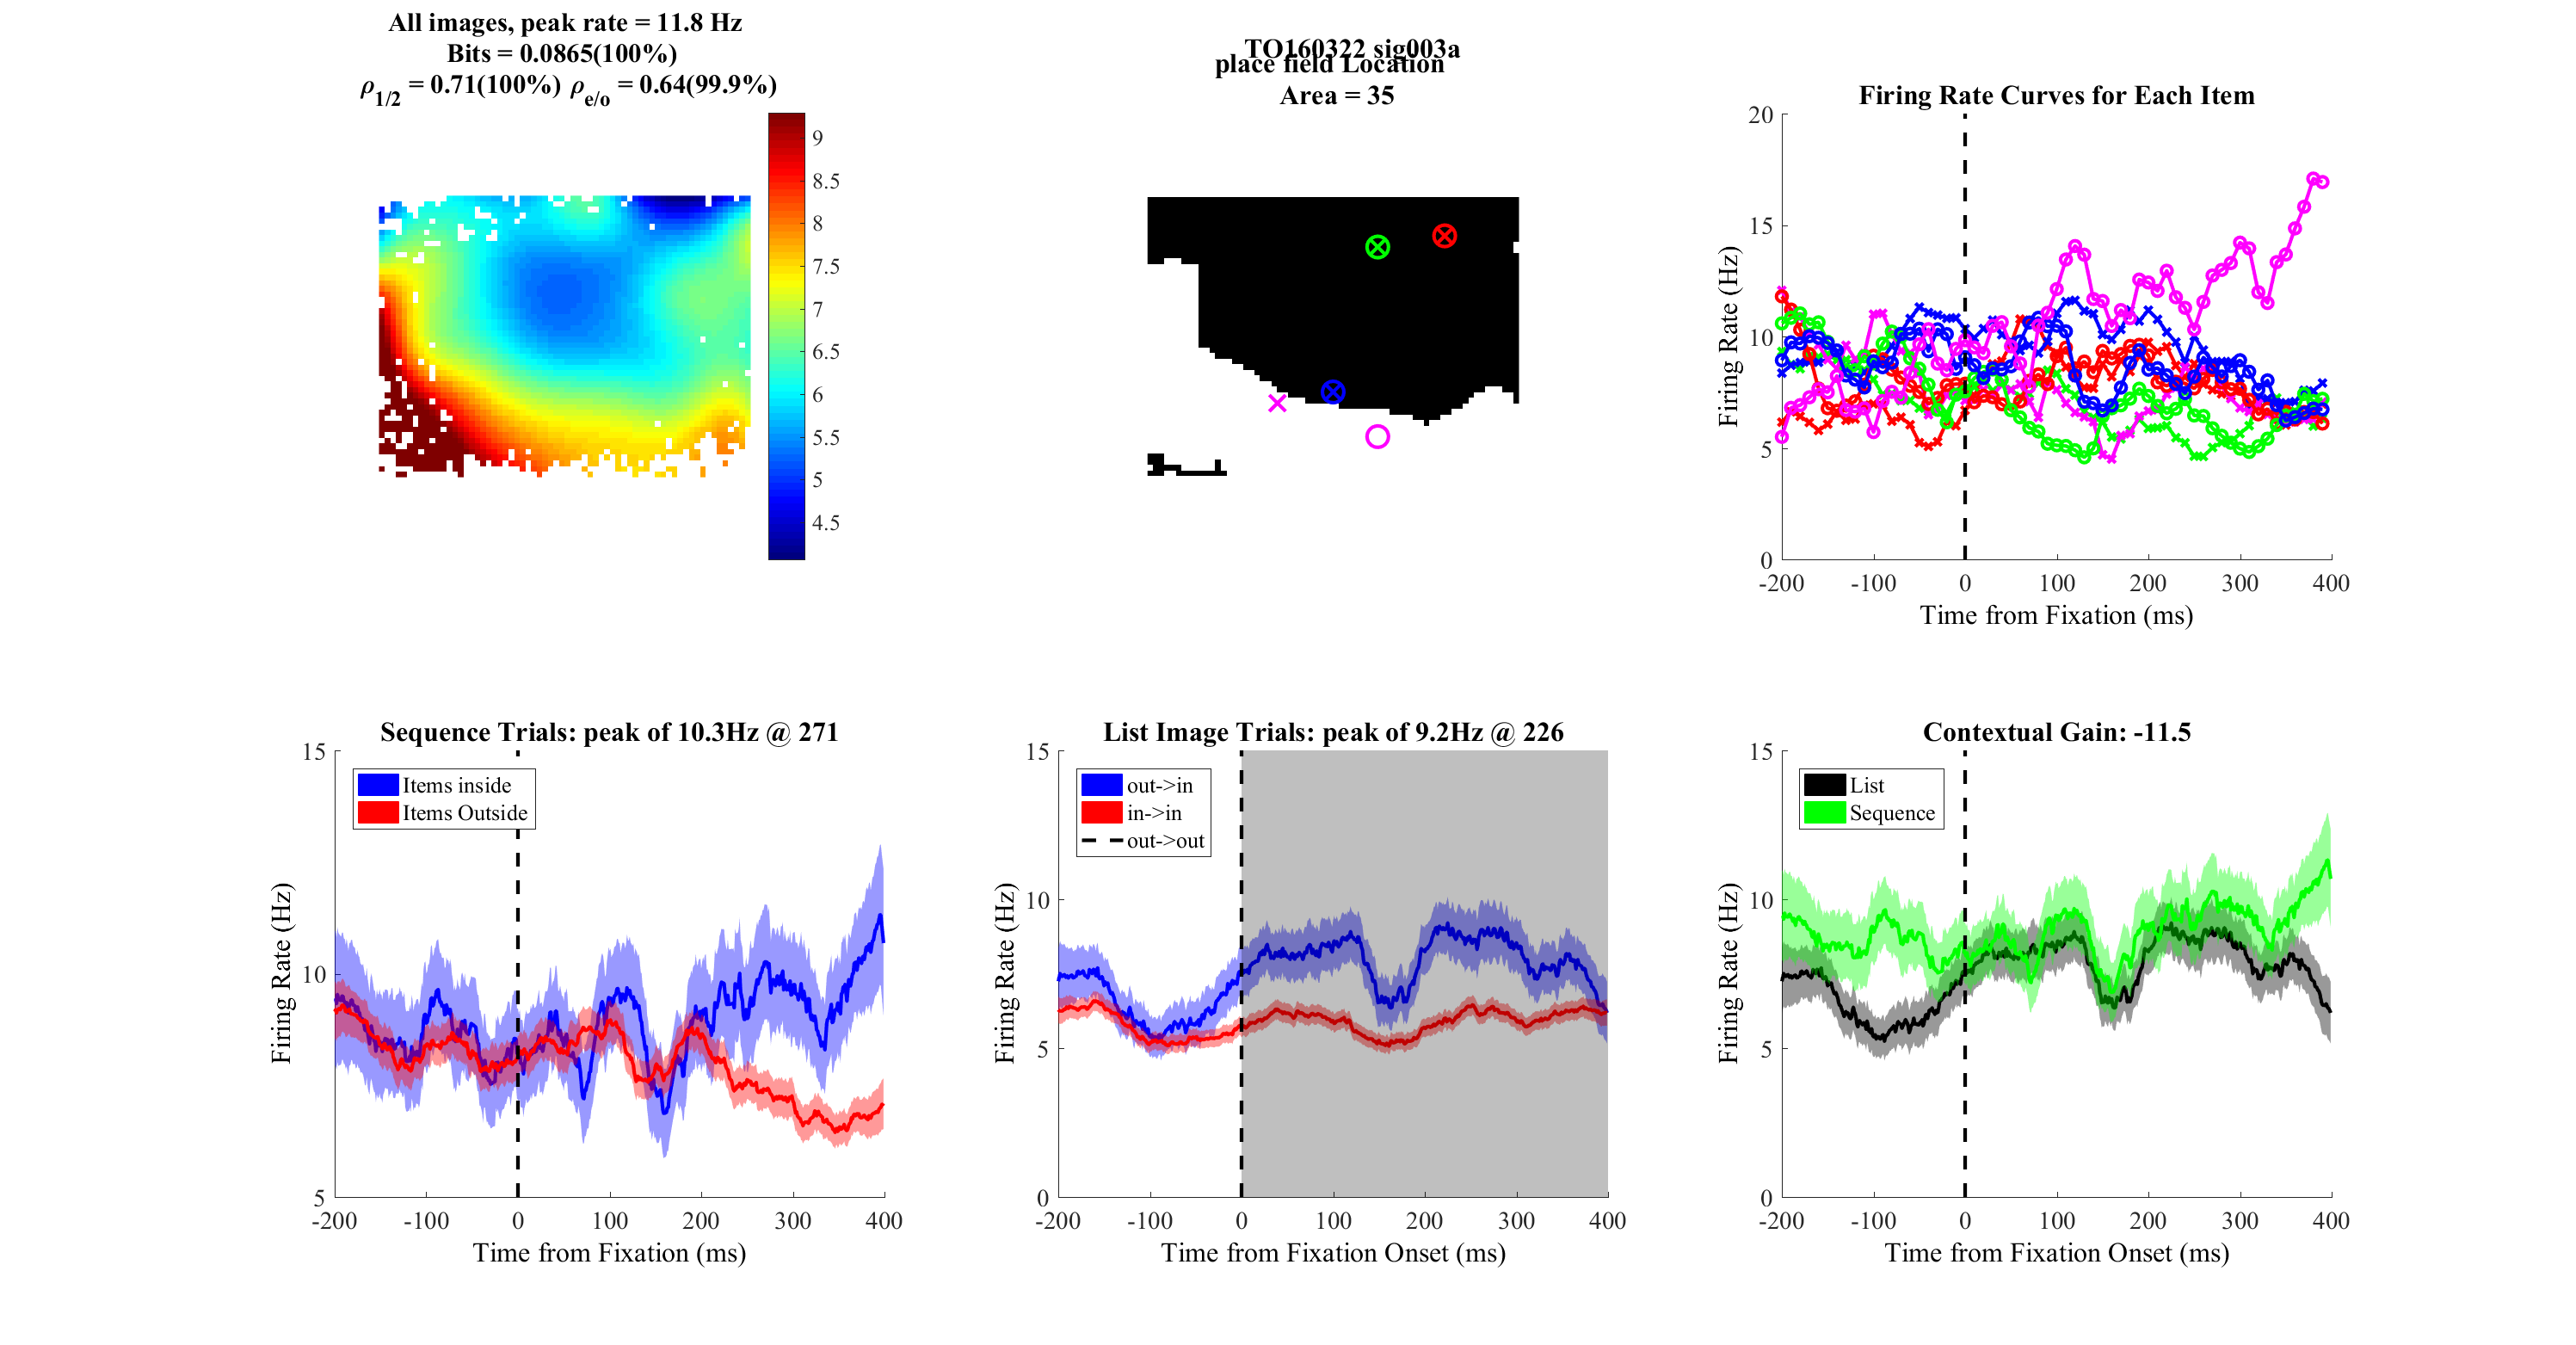 All images, peak rate = 11.8 Hz
Bits = 0.0865(100%)
ρ1/2 = 0.71(100%) ρe/o = 0.64(99.9%)
9
8.5
8
7.5
7
6.5
6
5.5
5
4.5
TO160322 sig003a
place field Location
Area = 35
Firing Rate Curves for Each Item
20
15
10
5
0
Firing Rate (Hz)
-200 -100 0 100 200 300 400
Time from Fixation (ms)
Sequence Trials: peak of 10.3Hz @ 271
Items inside
Items Outside
15
10
5
Firing Rate (Hz)
-200 -100 0 100 200 300 400
Time from Fixation (ms)
List Image Trials: peak of 9.2Hz @ 226
out->in
in->in
out->out
15
10
5
0
Firing Rate (Hz)
-200 -100 0 100 200 300 400
Time from Fixation Onset (ms)
Contextual Gain: -11.5
List
Sequence
15
10
5
0
Firing Rate (Hz)
-200 -100 0 100 200 300 400
Time from Fixation Onset (ms)